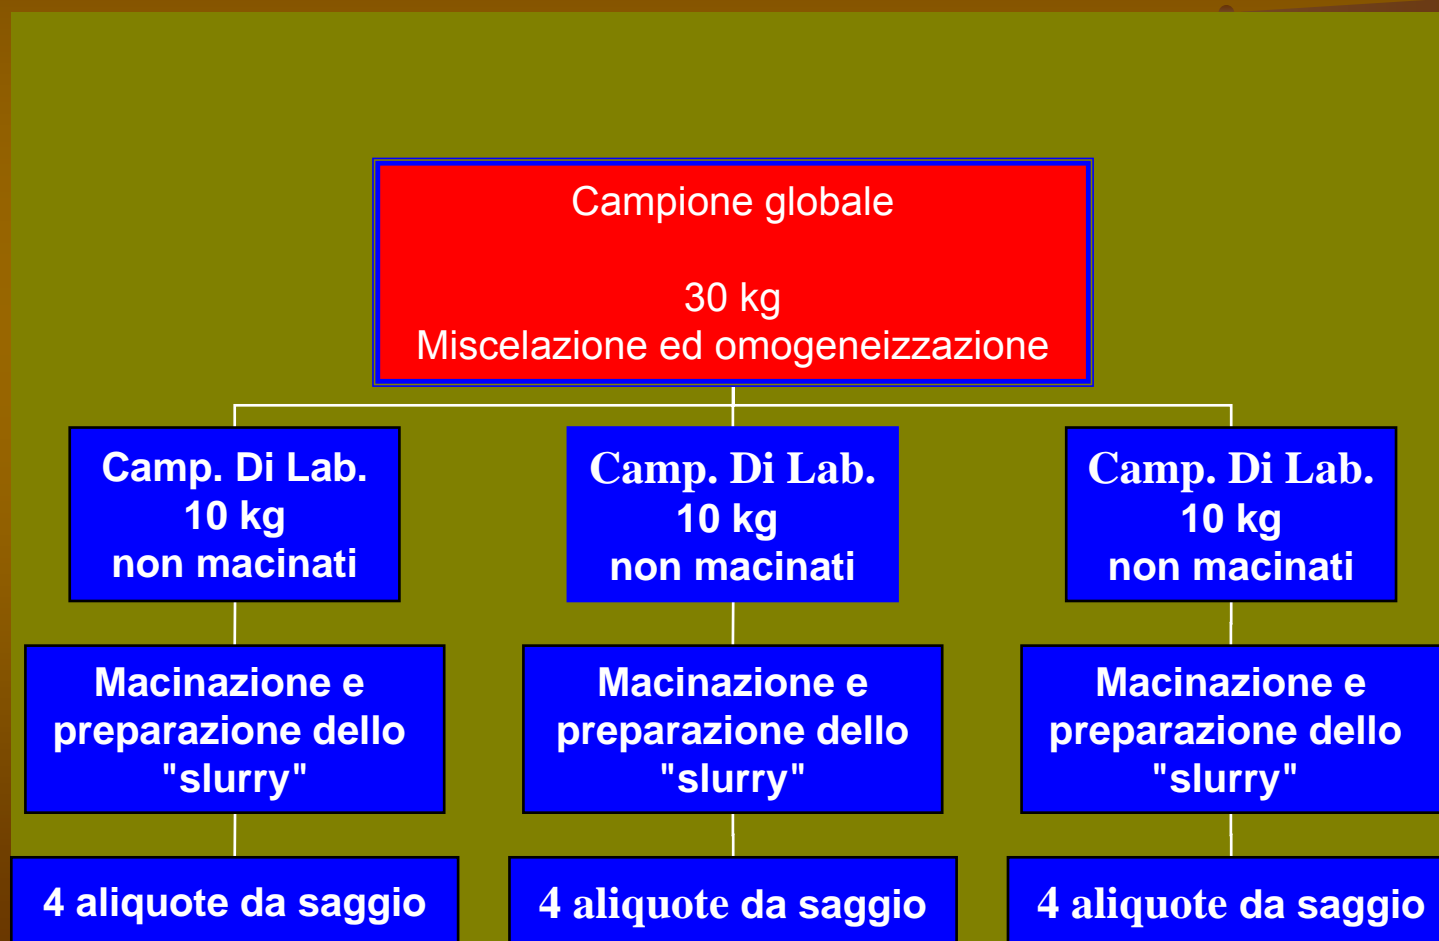 Campione globale
30 kg
Miscelazione ed omogeneizzazione
Camp. Di Lab.
10 kg
non macinati
Camp. Di Lab.
10 kg
non macinati
Camp. Di Lab.
10 kg
non macinati
Macinazione e
preparazione dello
"slurry"
Macinazione e
preparazione dello
"slurry"
Macinazione e
preparazione dello
"slurry"
4 aliquote da saggio
4 aliquote da saggio
4 aliquote da saggio